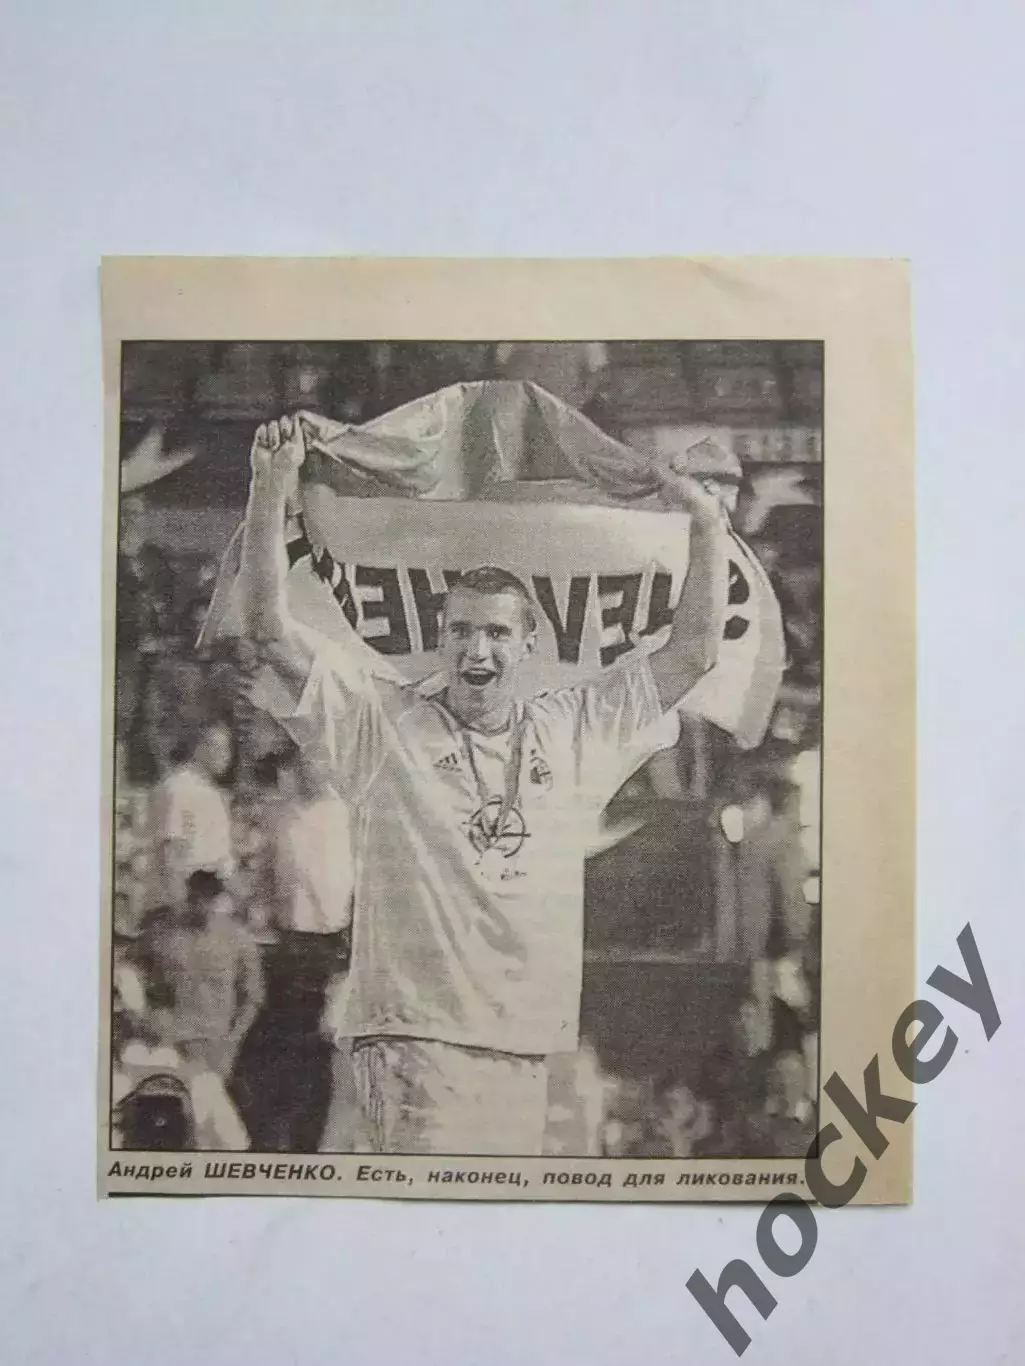 Андрей ШЕВЧЕНКО. Есть, наконец, повод для ликования.
hockey